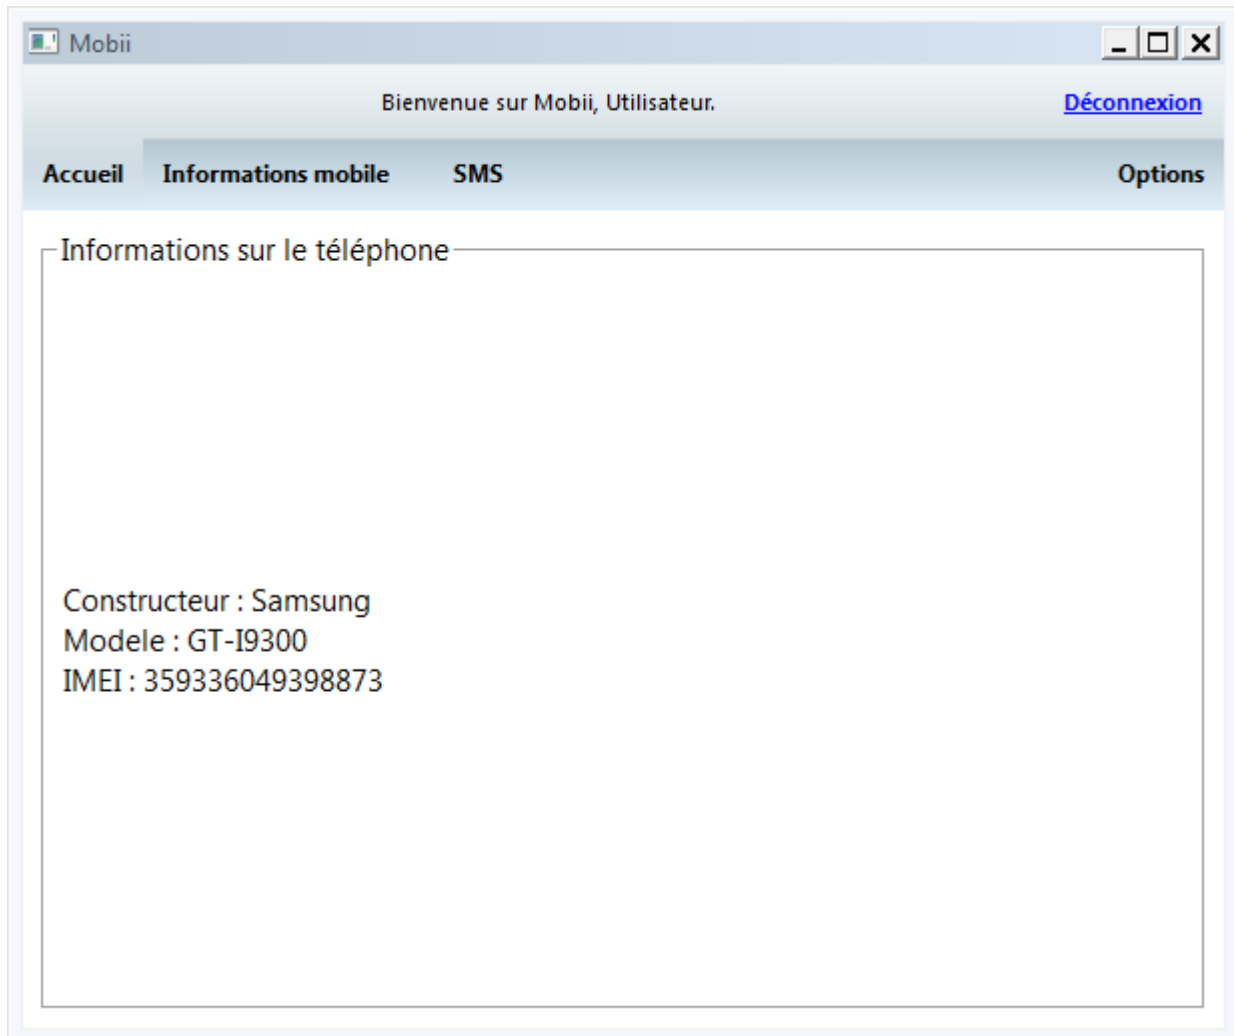 Mobii
Bienvenue sur Mobii, Utilisateur. Déconnexion
Accueil Informations mobile SMS Options
Informations sur le téléphone
Constructeur : Samsung
Modele : GT-I9300
IMEI : 359336049398873